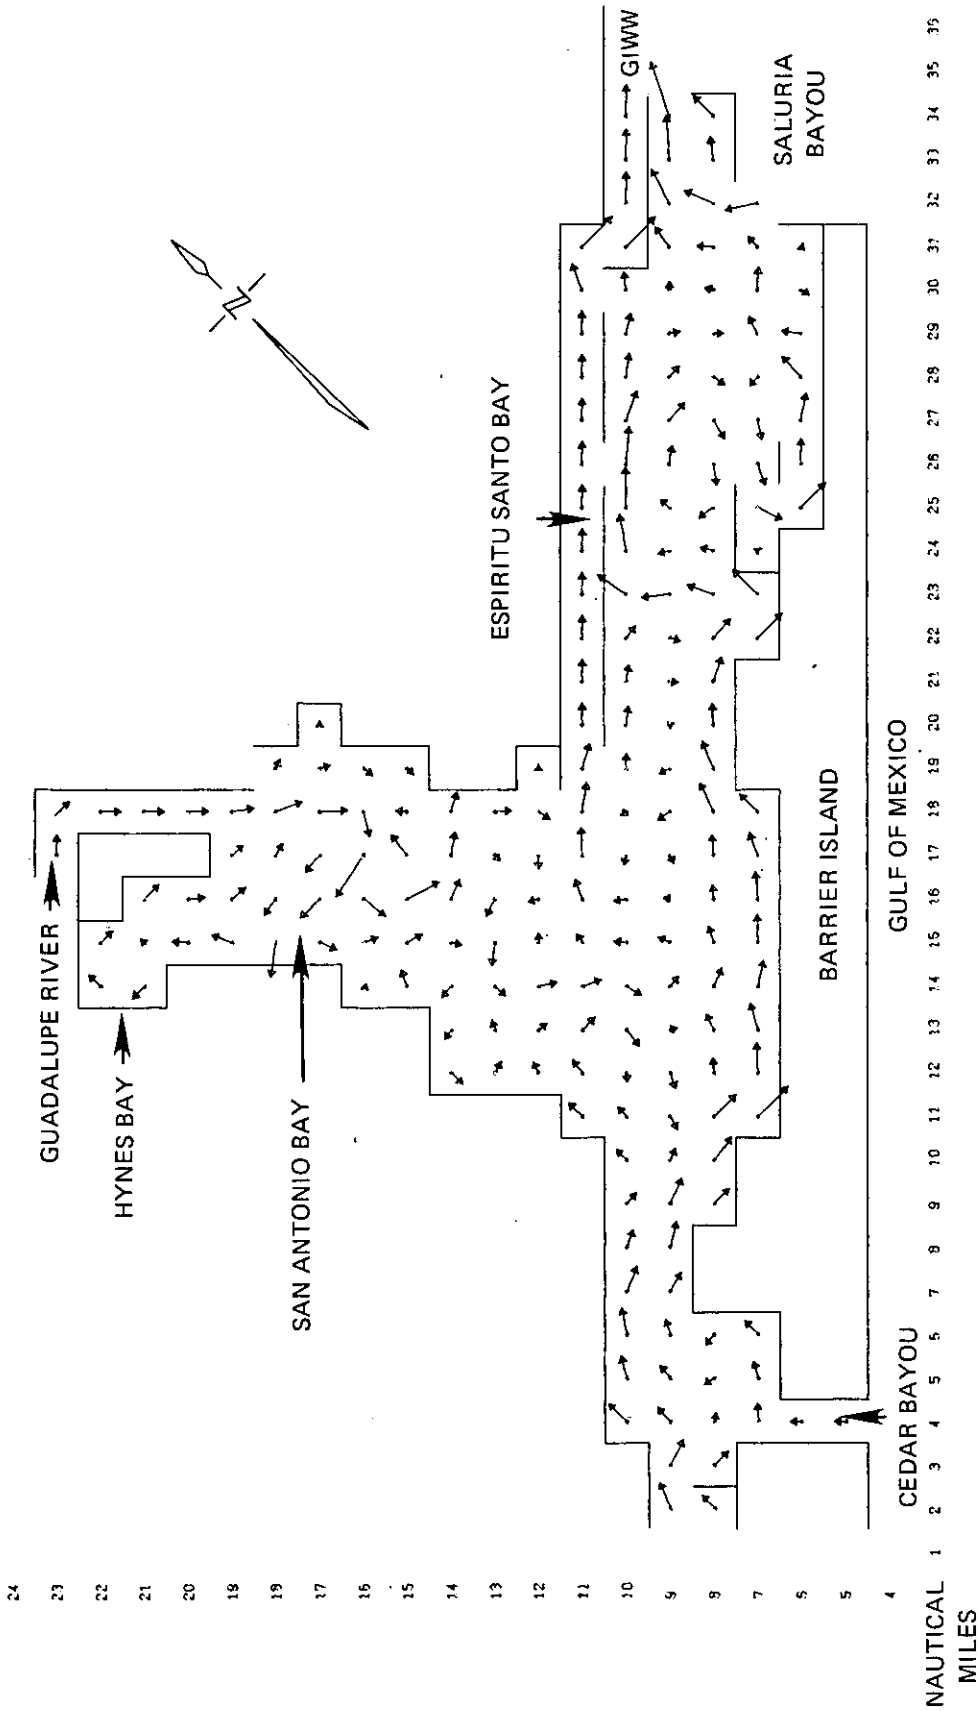 GUADALUPE RIVER
HYNES BAY
SAN ANTONIO BAY
ESPIRITU SANTO BAY
GIWW
SALURIA
BAYOU
N
BARRIER ISLAND
GULF OF MEXICO
CEDAR BAYOU
24
23
22
21
20
19
18
17
16
15
14
13
12
11
10
9
8
7
6
5
4
NAUTICAL
MILES
1 2 3 4 5 6 7 8 9 10 11 12 13 14 15 16 17 18 19 20 21 22 23 24 25 26 27 28 29 30 31 32 33 34 35 36